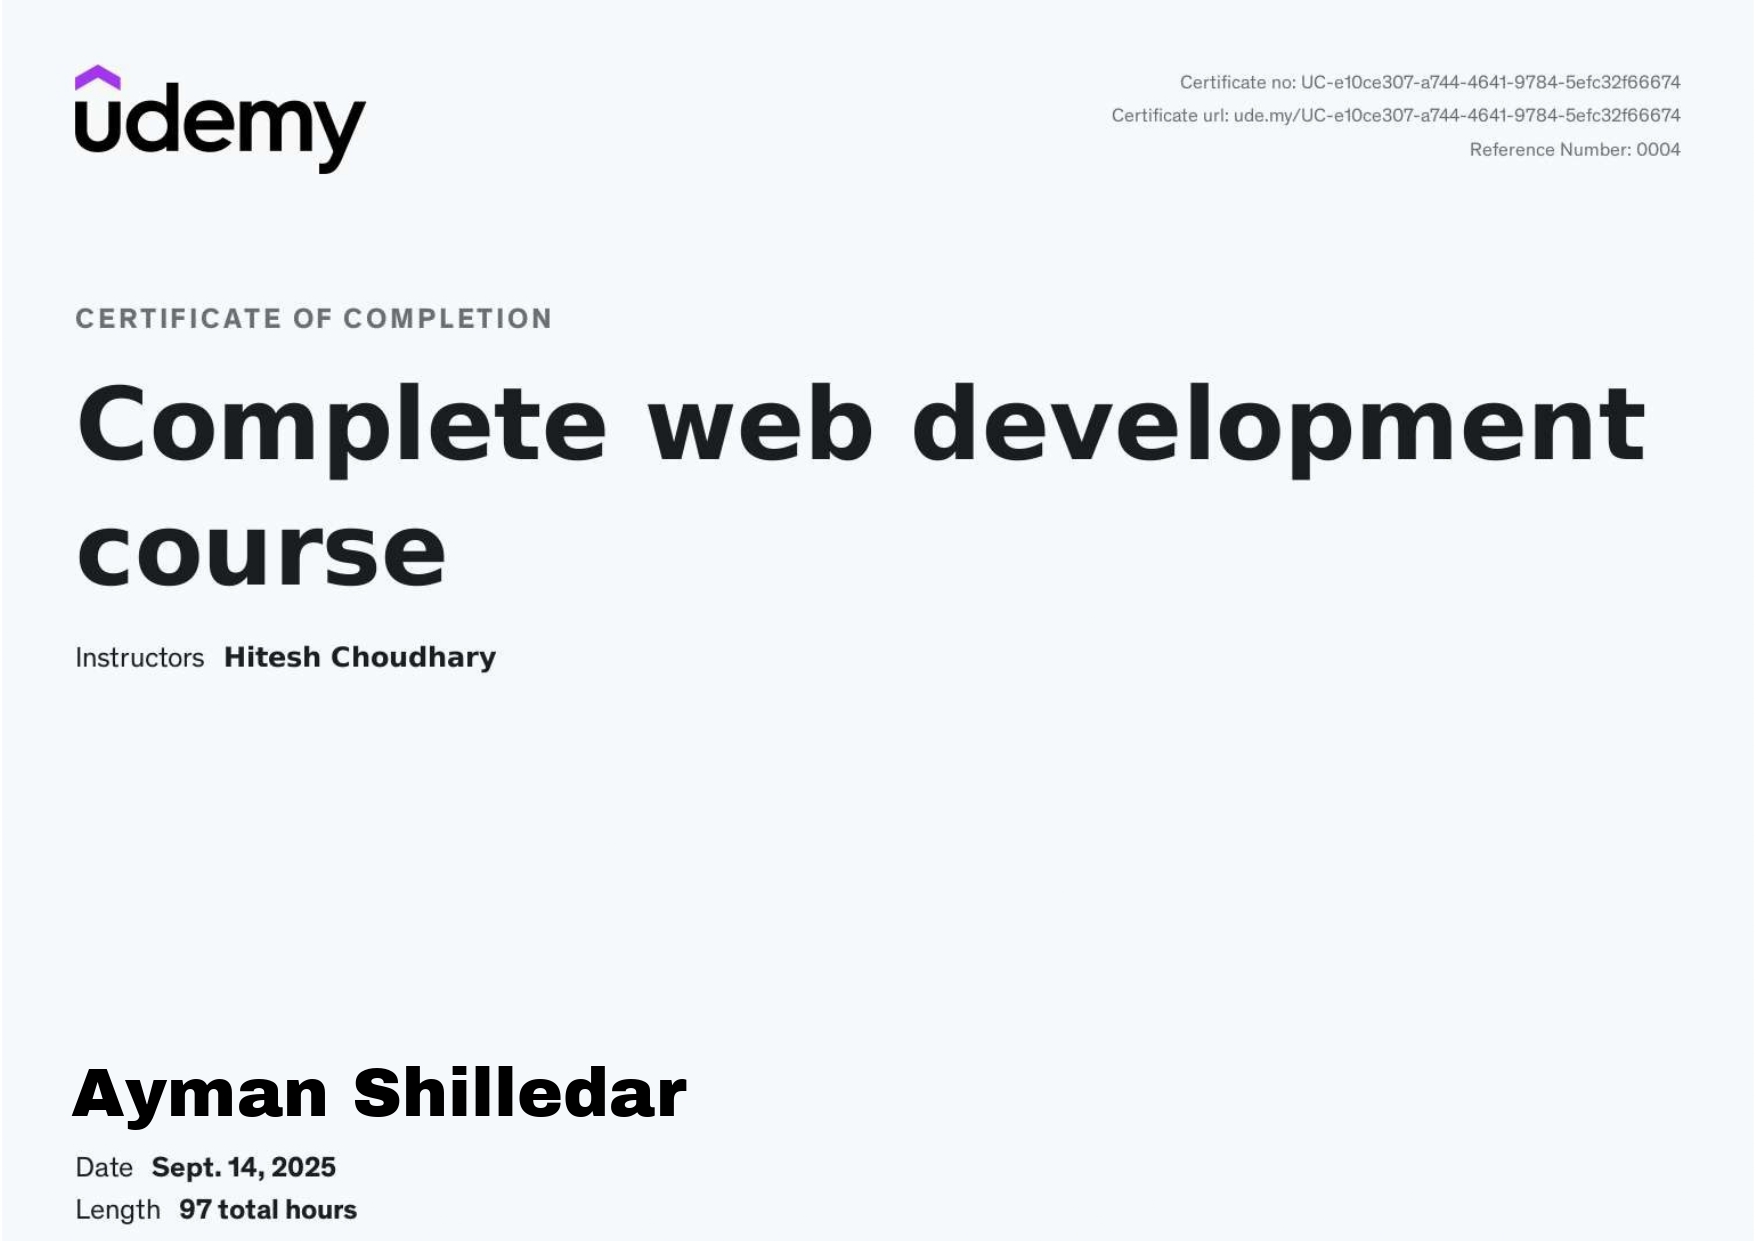 udemy
Certificate no: UC-e10ce307-a744-4641-9784-5efc32f66674
Certificate url: ude.my/UC-e10ce307-a744-4641-9784-5efc32f66674
Reference Number: 0004
CERTIFICATE OF COMPLETION
Complete web development
course
Instructors Hitesh Choudhary
Ayman Shilledar
Date Sept. 14, 2025
Length 97 total hours